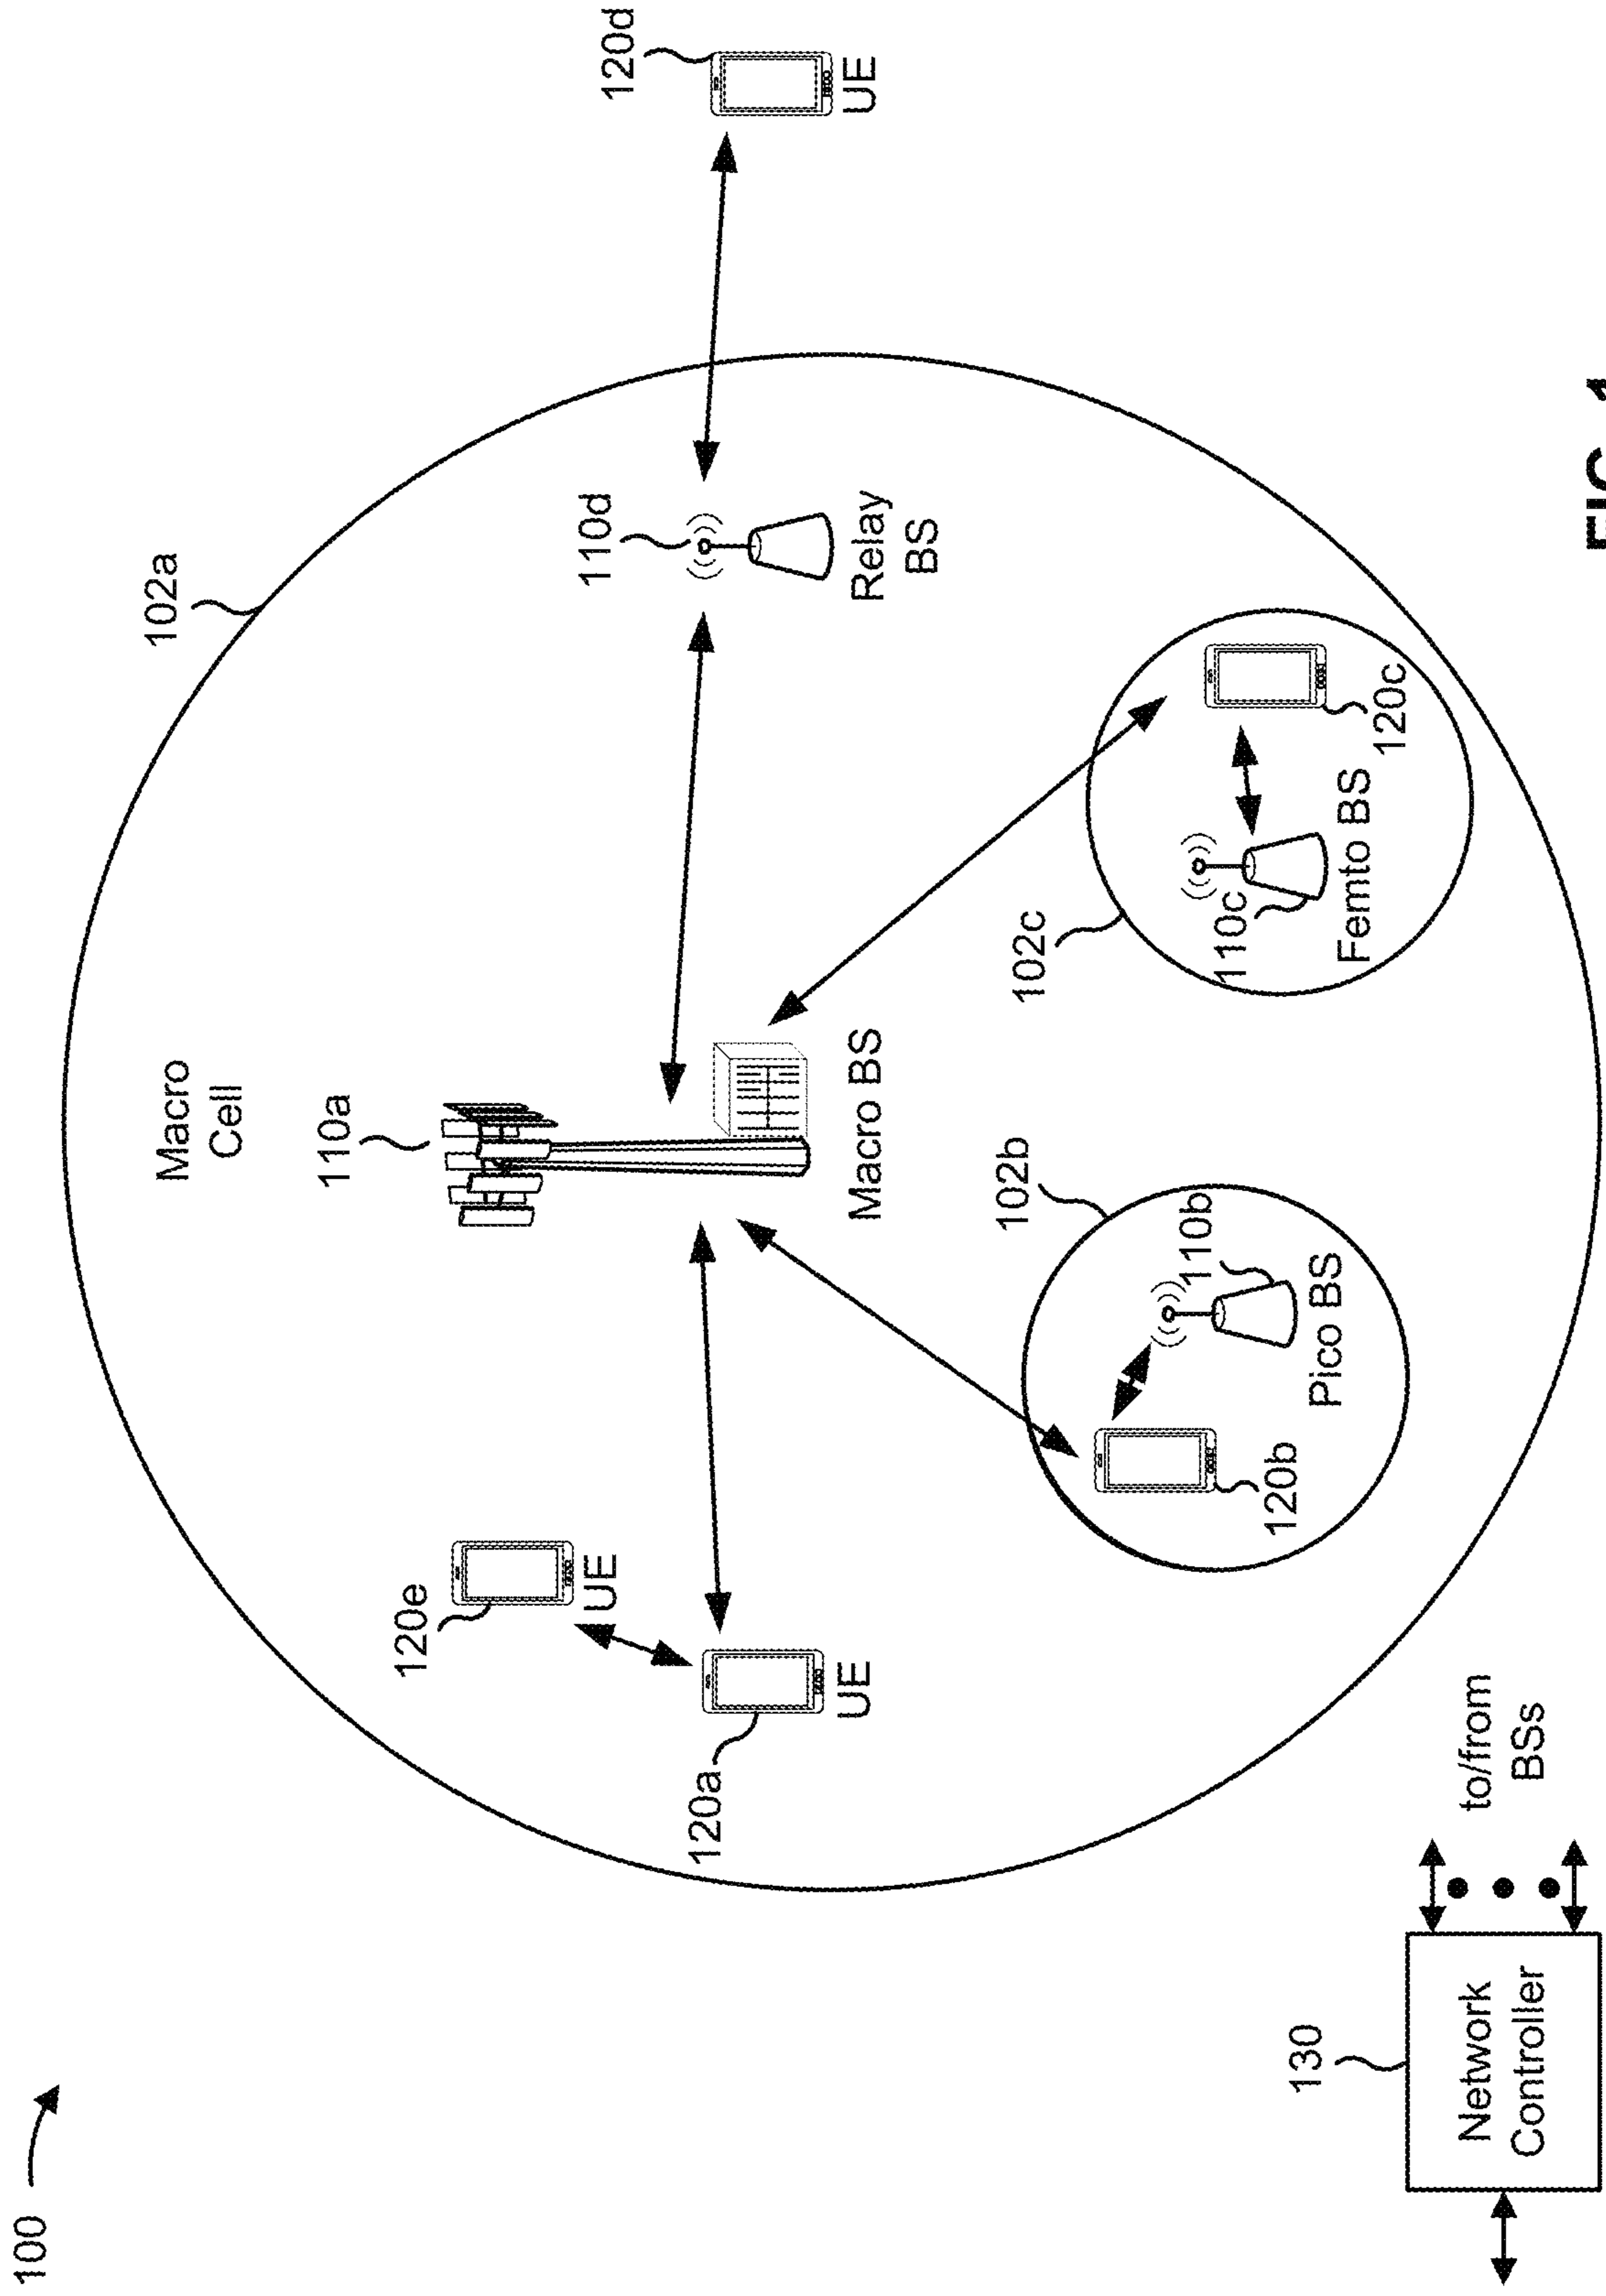 100
102a
Macro
Cell
110a
120e
UE
120a
UE
Macro BS
110d
Relay
BS
120d
UE
102b
110b
Pico BS
120b
102c
110c
Femto BS
120c
130
Network
Controller
to/from
BSs